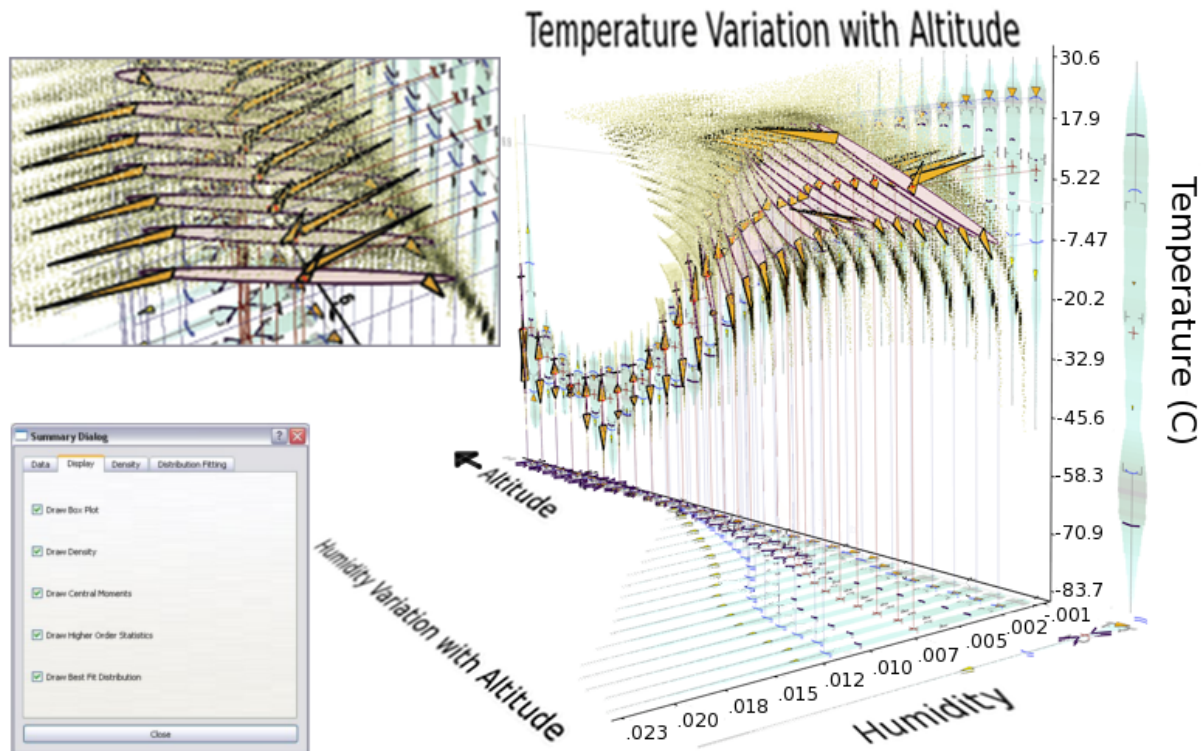 Temperature Variation with Altitude
30.6
17.9
5.22
-7.47
-20.2
-32.9
-45.6
-58.3
-70.9
-83.7
Temperature (C)
-.001
.002
.005
.007
.010
.012
.015
.018
.020
.023
Humidity
Altitude
Humidity Variation with Altitude
Summary Dialog
Data Display Density Distribution Fitting
Draw Box Plot
Draw Density
Draw Central Moments
Draw Higher Order Statistics
Draw Best Fit Distribution
Close